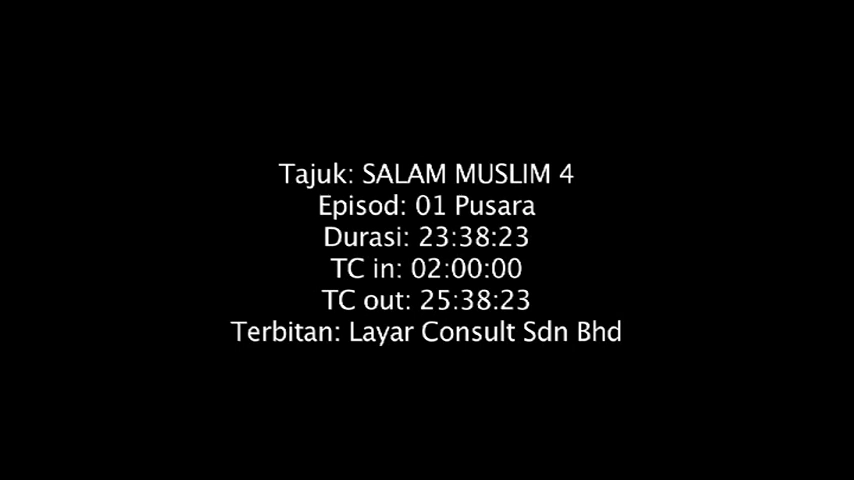 Tajuk: SALAM MUSLIM 4
Episod: 01 Pusara
Durasi: 23:38:23
TC in: 02:00:00
TC out: 25:38:23
Terbitan: Layar Consult Sdn Bhd